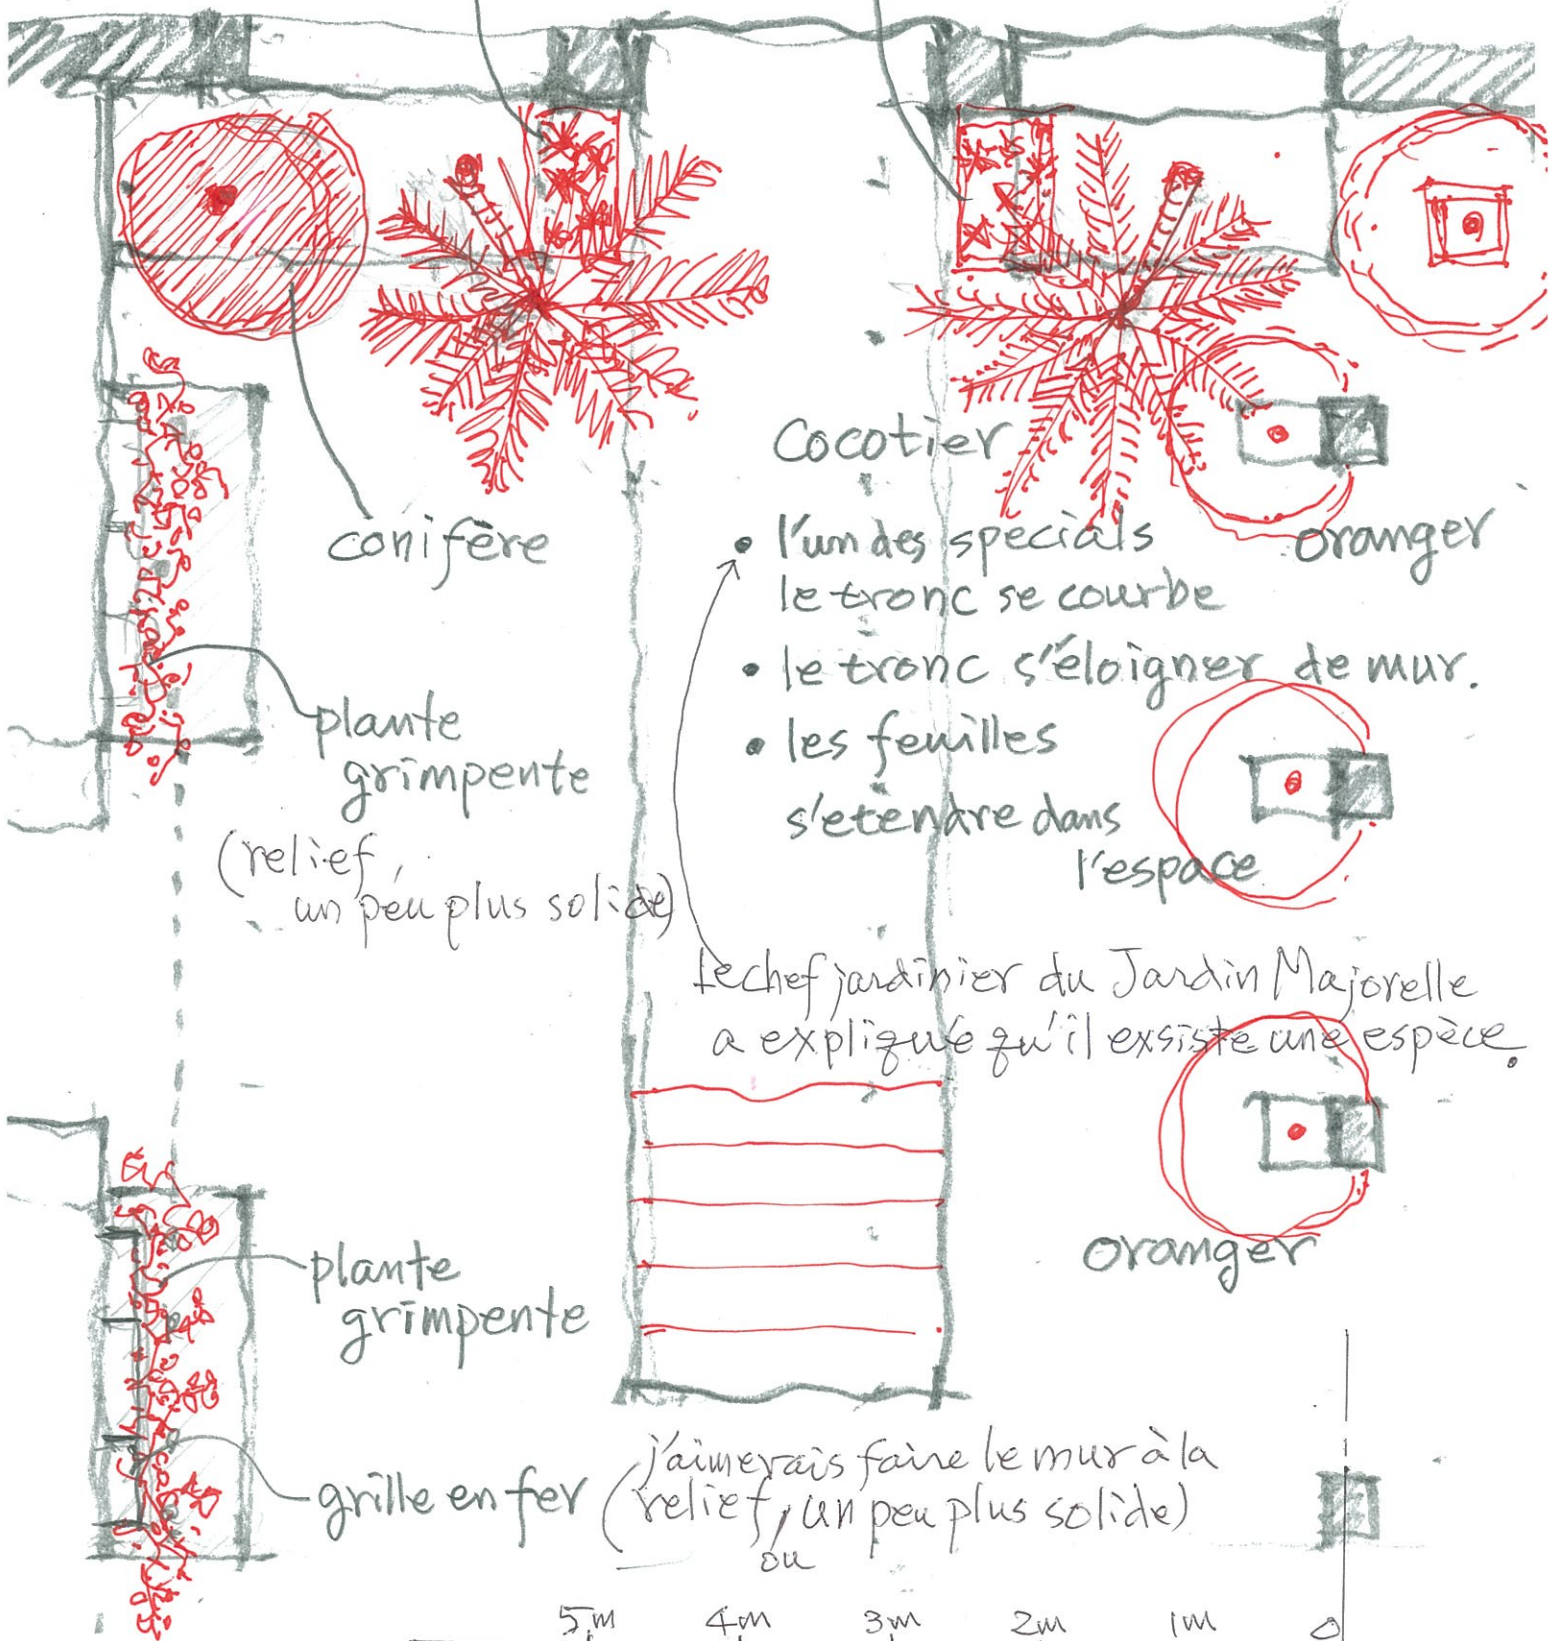 Cocotier
conifère
• l'un des specials
le tronc se courbe
oranger
• le tronc s'éloigner de mur.
• les feuilles
s'etendre dans
l'espace
plante
grimpente
(relief,
un peu plus solide)
Le chef jardinier du Jardin Majorelle
a expliqué qu'il exsiste une espèce.
oranger
plante
grimpente
grille en fer
(j'aimerais faire le mur à la
relief, un peu plus solide)
ou
5m 4m 3m 2m 1m 0